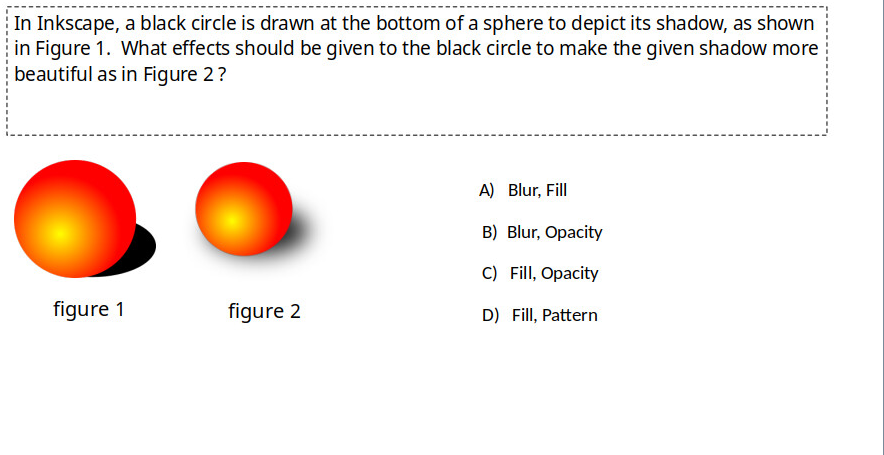 In Inkscape, a black circle is drawn at the bottom of a sphere to depict its shadow, as shown
in Figure 1. What effects should be given to the black circle to make the given shadow more
beautiful as in Figure 2 ?
A) Blur, Fill
B) Blur, Opacity
C) Fill, Opacity
D) Fill, Pattern
figure 1
figure 2